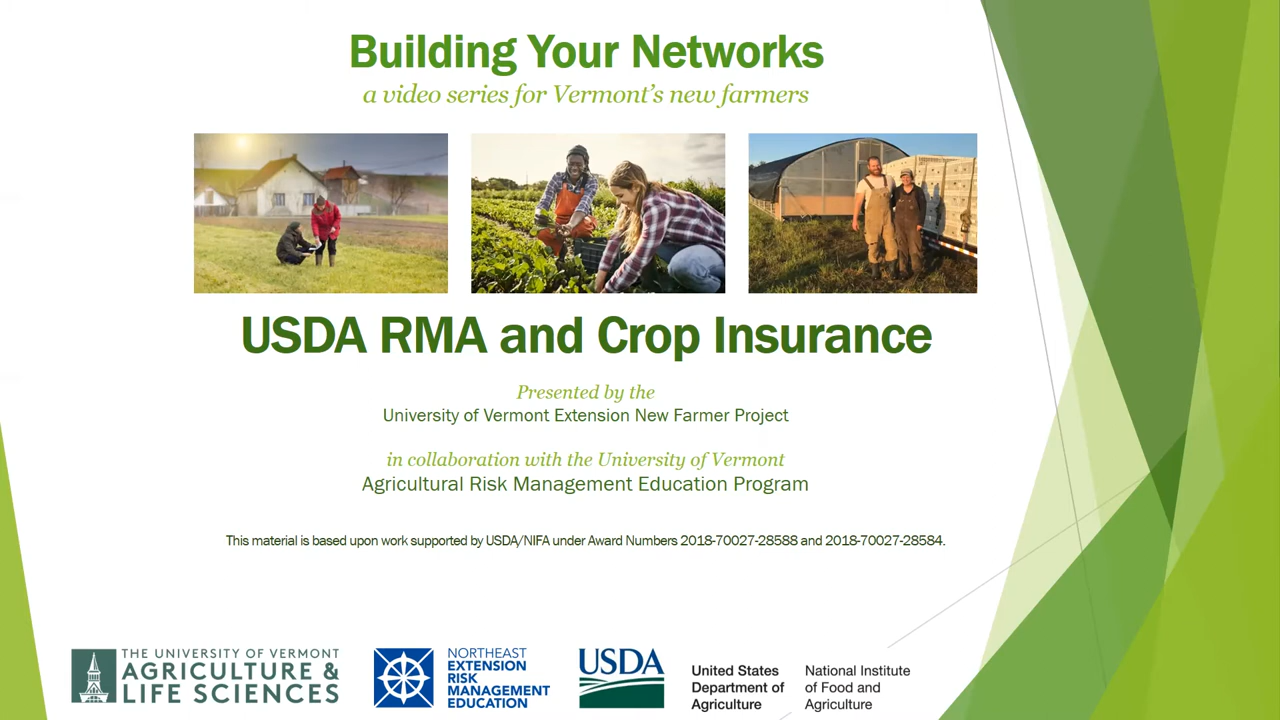 Building Your Networks
a video series for Vermont's new farmers
USDA RMA and Crop Insurance
Presented by the
University of Vermont Extension New Farmer Project
in collaboration with the University of Vermont
Agricultural Risk Management Education Program
This material is based upon work supported by USDA/NIFA under Award Numbers 2018-70027-28588 and 2018-70027-28584.
THE UNIVERSITY OF VERMONT
AGRICULTURE &
LIFE SCIENCES
NORTHEAST
EXTENSION
RISK
MANAGEMENT
EDUCATION
USDA
United States
Department of
Agriculture
National Institute
of Food and
Agriculture